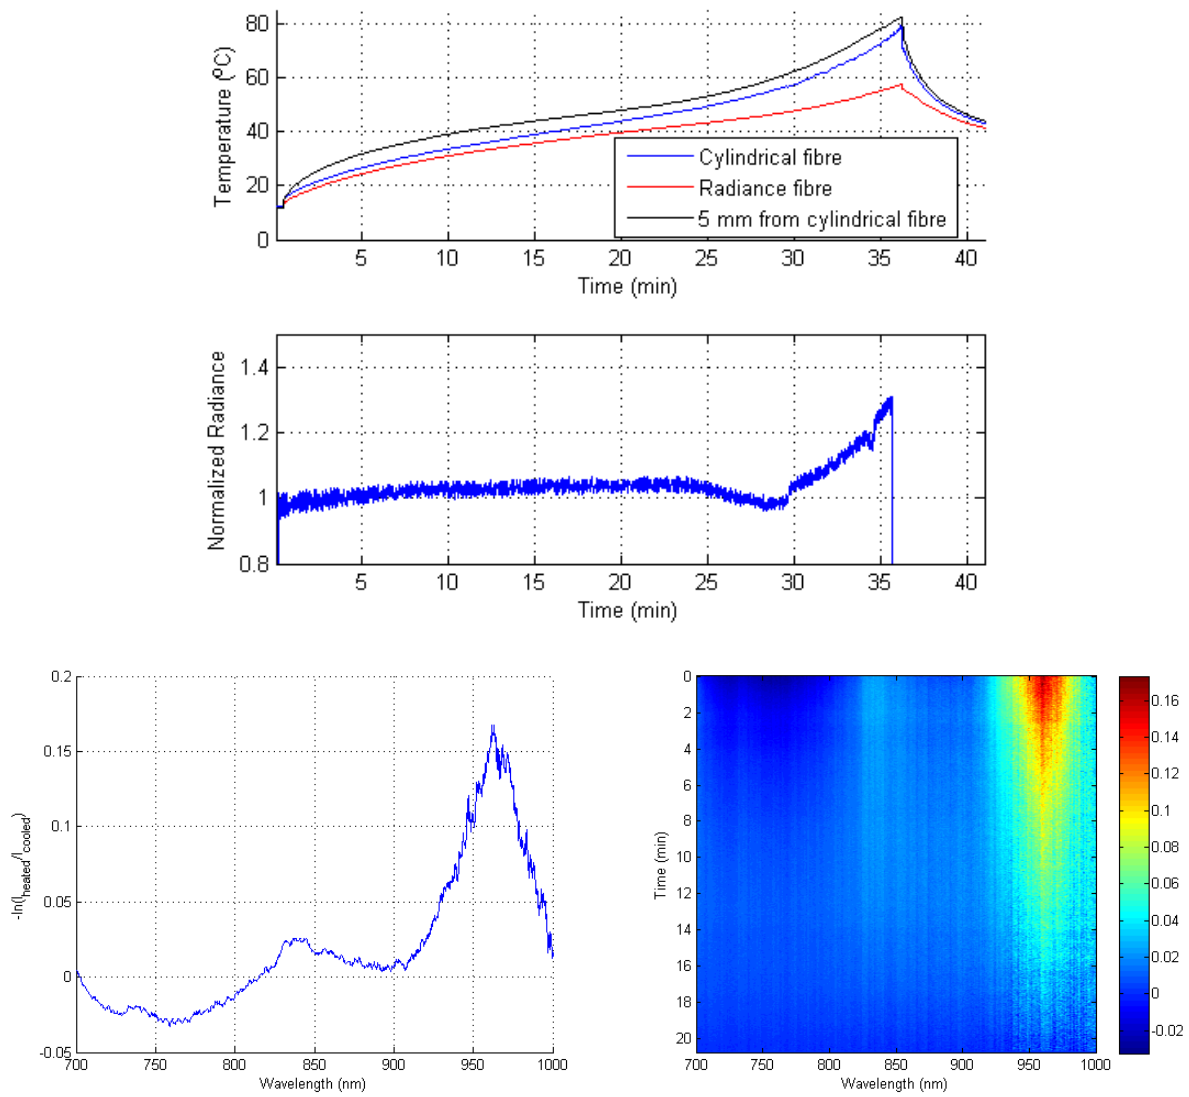 80
60
40
20
0
Temperature (ºC)
Cylindrical fibre
Radiance fibre
5 mm from cylindrical fibre
5 10 15 20 25 30 35 40
Time (min)
1.4
1.2
1
0.8
Normalized Radiance
5 10 15 20 25 30 35 40
Time (min)
0.2
0.15
0.1
0.05
0
-0.05
-ln(I_heated/I_cooled)
700 750 800 850 900 950 1000
Wavelength (nm)
0
2
4
6
8
10
12
14
16
18
20
Time (min)
700 750 800 850 900 950 1000
Wavelength (nm)
0.16
0.14
0.12
0.1
0.08
0.06
0.04
0.02
0
-0.02